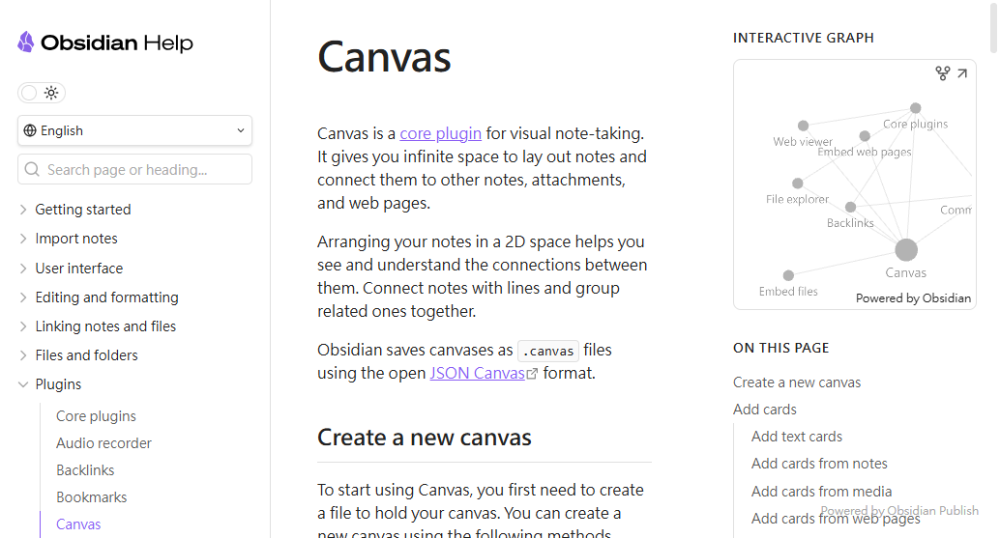 Obsidian Help
English
Search page or heading...
Getting started
Import notes
User interface
Editing and formatting
Linking notes and files
Files and folders
Plugins
Core plugins
Audio recorder
Backlinks
Bookmarks
Canvas
Canvas
Canvas is a core plugin for visual note-taking.
It gives you infinite space to lay out notes and
connect them to other notes, attachments,
and web pages.
Arranging your notes in a 2D space helps you
see and understand the connections between
them. Connect notes with lines and group
related ones together.
Obsidian saves canvases as .canvas files
using the open JSON Canvas format.
Create a new canvas
To start using Canvas, you first need to create
a file to hold your canvas. You can create a
new canvas using the following methods.
INTERACTIVE GRAPH
Core plugins
Web viewer
Embed web pages
File explorer
Comm
Backlinks
Canvas
Embed files
Powered by Obsidian
ON THIS PAGE
Create a new canvas
Add cards
Add text cards
Add cards from notes
Add cards from media
Powered by Obsidian Publish
Add cards from web pages